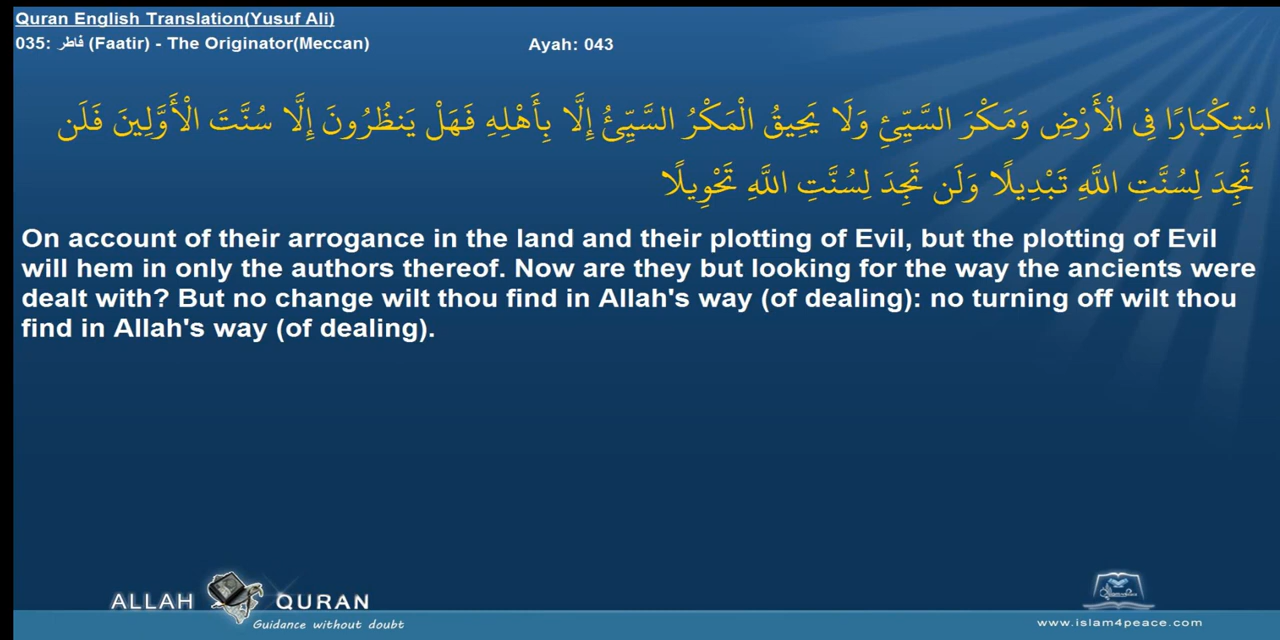 Quran English Translation(Yusuf Ali)
035: فاطر (Faatir) - The Originator(Meccan)
Ayah: 043
اسْتِكْبَارًا فِي الْأَرْضِ وَمَكْرَ السَّيِّئِ وَلَا يَحِيقُ الْمَكْرُ السَّيِّئُ إِلَّا بِأَهْلِهِ فَهَلْ يَنظُرُونَ إِلَّا سُنَّتَ الْأَوَّلِينَ فَلَن
تَجِدَ لِسُنَّتِ اللَّهِ تَبْدِيلًا وَلَن تَجِدَ لِسُنَّتِ اللَّهِ تَحْوِيلًا
On account of their arrogance in the land and their plotting of Evil, but the plotting of Evil
will hem in only the authors thereof. Now are they but looking for the way the ancients were
dealt with? But no change wilt thou find in Allah's way (of dealing): no turning off wilt thou
find in Allah's way (of dealing).
ALLAH QURAN
Guidance without doubt
www.islam4peace.com